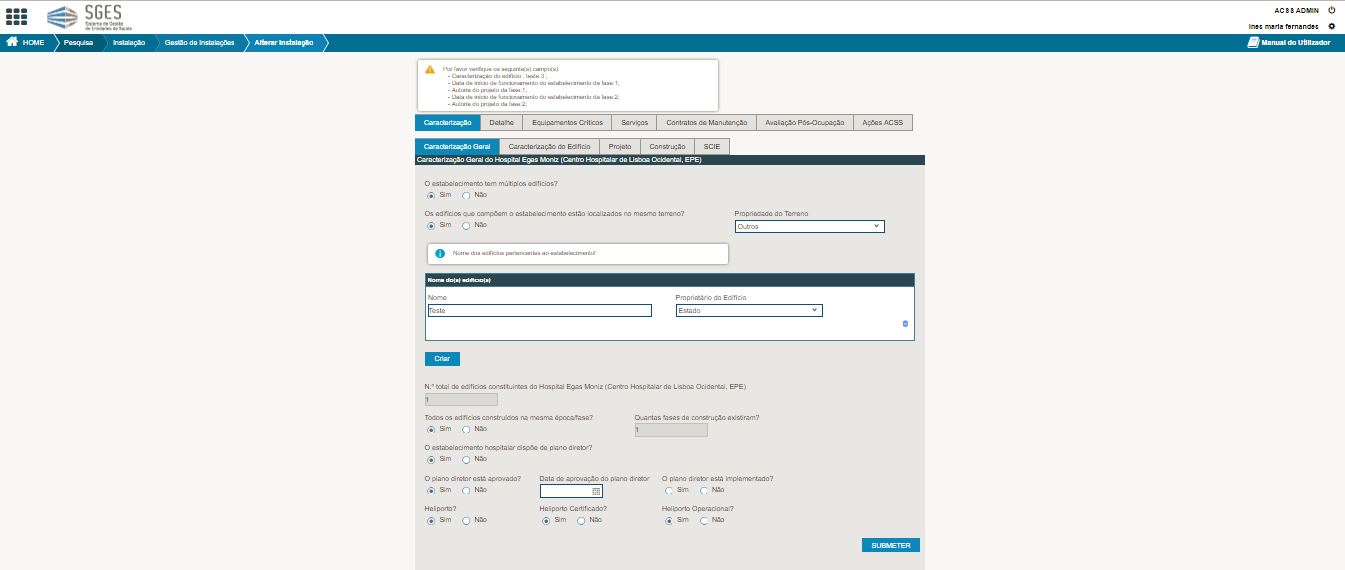 SGES
Sistema de Gestão
de Entidades de Saúde
ACSS ADMIN
Ines maria fernandes
HOME Pesquisa Instalação Gestão de Instalações Alterar Instalação Manual do Utilizador
Por favor verifique os seguinte(s) campo(s):
- Caracterização do edifício : teste 3 ;
- Data de início de funcionamento do estabelecimento da fase:1;
- Autoria do projeto da fase:1;
- Data de início de funcionamento do estabelecimento da fase:2;
- Autoria do projeto da fase:2;
Caracterização Detalhe Equipamentos Críticos Serviços Contratos de Manutenção Avaliação Pós-Ocupação Ações ACSS
Caracterização Geral Caracterização do Edifício Projeto Construção SCIE
Caracterização Geral do Hospital Egas Moniz (Centro Hospitalar de Lisboa Ocidental, EPE)
O estabelecimento tem múltiplos edifícios?
Sim Não
Os edifícios que compõem o estabelecimento estão localizados no mesmo terreno? Propriedade do Terreno
Sim Não Outros
Nome dos edifícios pertencentes ao estabelecimento!
Nome do(s) edifício(s)
Nome Proprietário do Edifício
Teste Estado
Criar
N.º total de edifícios constituintes do Hospital Egas Moniz (Centro Hospitalar de Lisboa Ocidental, EPE)
1
Todos os edifícios construídos na mesma época/fase? Quantas fases de construção existiram?
Sim Não 1
O estabelecimento hospitalar dispõe de plano diretor?
Sim Não
O plano diretor está aprovado? Data de aprovação do plano diretor O plano diretor está implementado?
Sim Não Sim Não
Heliporto? Heliporto Certificado? Heliporto Operacional?
Sim Não Sim Não Sim Não
SUBMETER